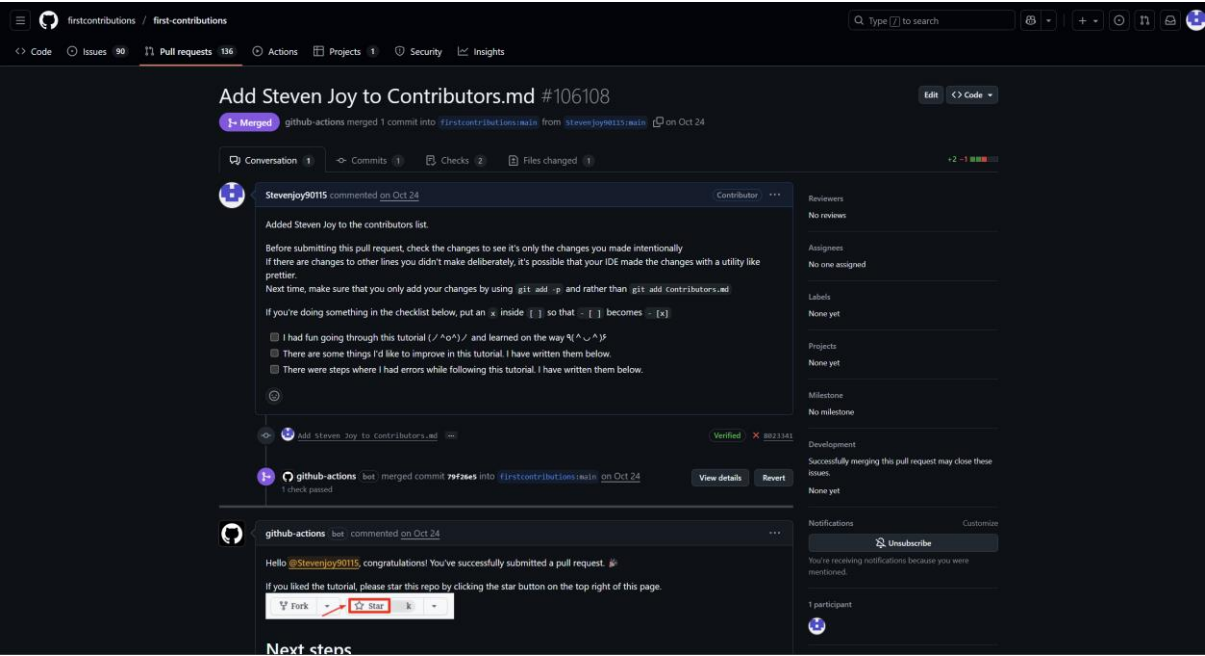 firstcontributions / first-contributions
Type / to search
Code Issues 90 Pull requests 136 Actions Projects 1 Security Insights
Add Steven Joy to Contributors.md #106108
Edit Code
Merged github-actions merged 1 commit into firstcontributions:main from Stevenjoy90115:main on Oct 24
Conversation 1 Commits 1 Checks 2 Files changed 1
+2 −1
Stevenjoy90115 commented on Oct 24 Contributor ...
Added Steven Joy to the contributors list.
Before submitting this pull request, check the changes to see it's only the changes you made intentionally
If there are changes to other lines you didn't make deliberately, it's possible that your IDE made the changes with a utility like
prettier.
Next time, make sure that you only add your changes by using git add -p and rather than git add Contributors.md
If you're doing something in the checklist below, put an x inside [ ] so that - [ ] becomes - [x]
I had fun going through this tutorial (ノ^o^)ノ and learned on the way ٩(^ᴗ^)۶
There are some things I'd like to improve in this tutorial. I have written them below.
There were steps where I had errors while following this tutorial. I have written them below.
Add Steven Joy to Contributors.md ... Verified 8023341
github-actions bot merged commit 79f26e5 into firstcontributions:main on Oct 24
1 check passed
View details Revert
github-actions bot commented on Oct 24 ...
Hello @Stevenjoy90115, congratulations! You've successfully submitted a pull request. 🎉
If you liked the tutorial, please star this repo by clicking the star button on the top right of this page.
Fork Star k
Next steps
Reviewers
No reviews
Assignees
No one assigned
Labels
None yet
Projects
None yet
Milestone
No milestone
Development
Successfully merging this pull request may close these
issues.
None yet
Notifications Customize
Unsubscribe
You're receiving notifications because you were
mentioned.
1 participant